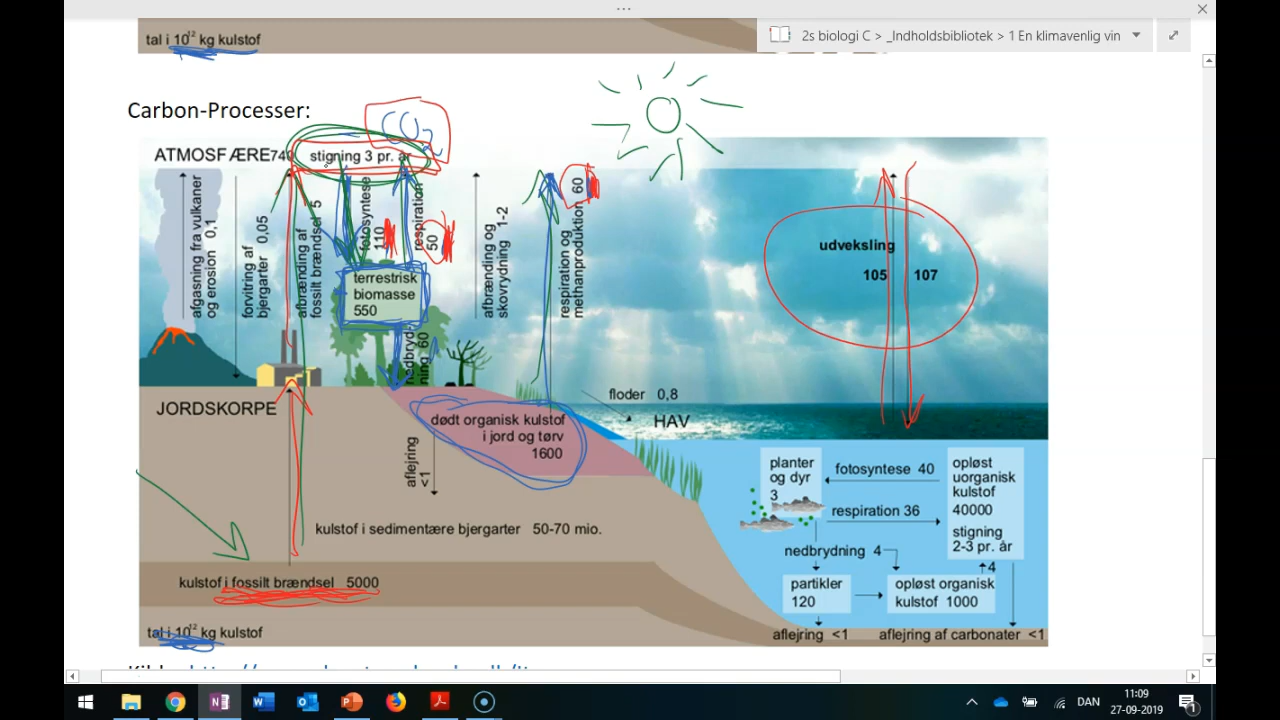 tal i 10¹² kg kulstof
2s biologi C > _Indholdsbibliotek > 1 En klimavenlig vin
Carbon-Processer:
CO₂
ATMOSFÆRE 740
stigning 3 pr. år
afgasning fra vulkaner
og erosion 0,1
forvitring af
bjergarter 0,05
afbrænding af
fossilt brændsel 5
fotosyntese
110
respiration
50
afbrænding og
skovrydning 1-2
respiration og
methanproduktion 60
udveksling
105 107
terrestrisk
biomasse
550
nedbryd-
ning 60
floder 0,8
JORDSKORPE
HAV
dødt organisk kulstof
i jord og tørv
1600
aflejring
<1
kulstof i sedimentære bjergarter 50-70 mio.
kulstof i fossilt brændsel 5000
tal i 10¹² kg kulstof
planter
og dyr
3
fotosyntese 40
respiration 36
opløst
uorganisk
kulstof
40000
stigning
2-3 pr. år
nedbrydning 4
4
partikler
120
opløst organisk
kulstof 1000
aflejring <1
aflejring af carbonater <1
DAN
11:09
27-09-2019
1